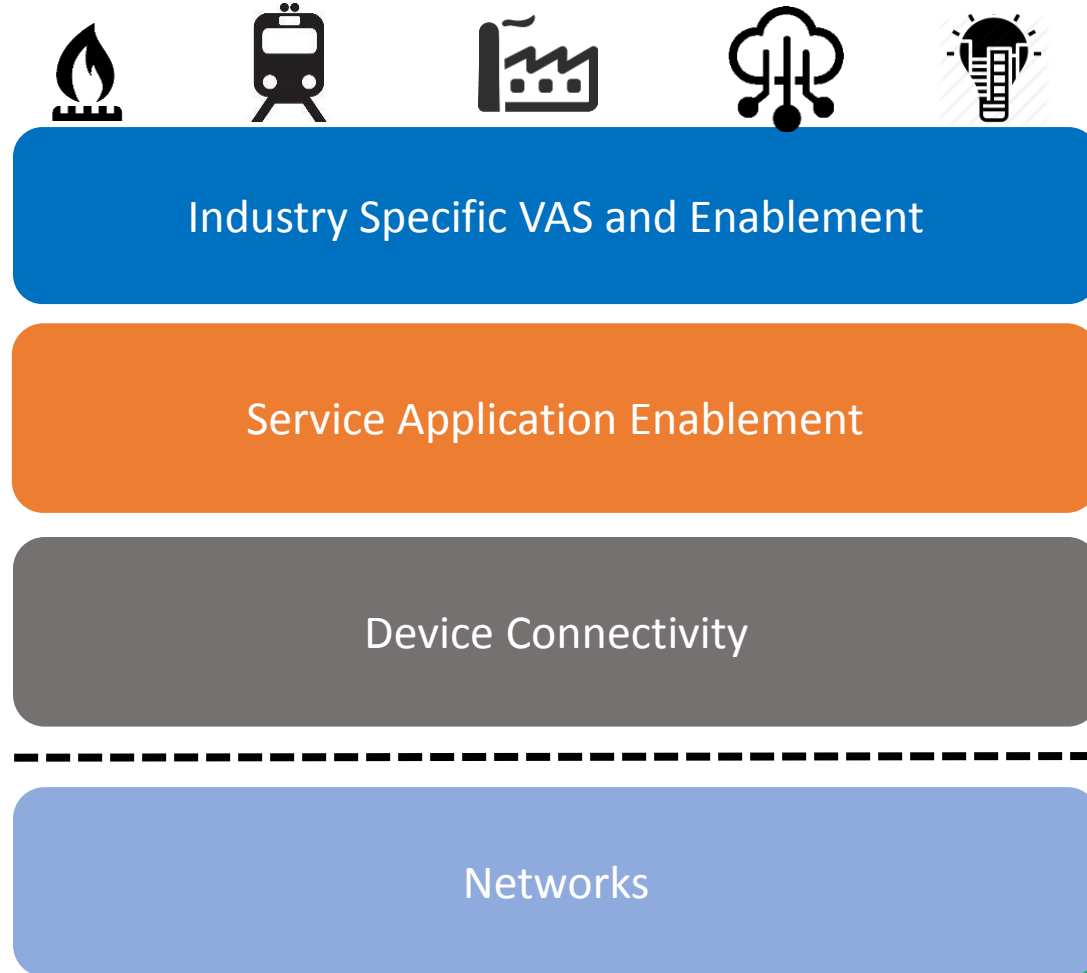 Industry Specific VAS and Enablement
Service Application Enablement
Device Connectivity
Networks